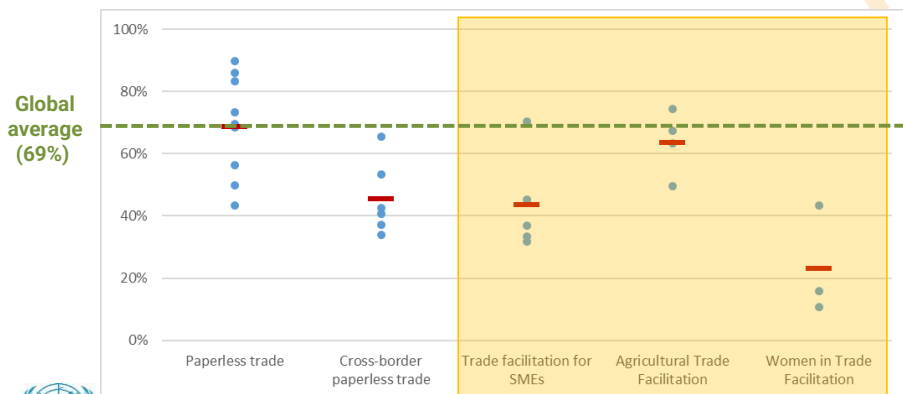 100%
80%
60%
40%
20%
0%
Global
average
(69%)
Paperless trade
Cross-border
paperless trade
Trade facilitation for
SMEs
Agricultural Trade
Facilitation
Women in Trade
Facilitation